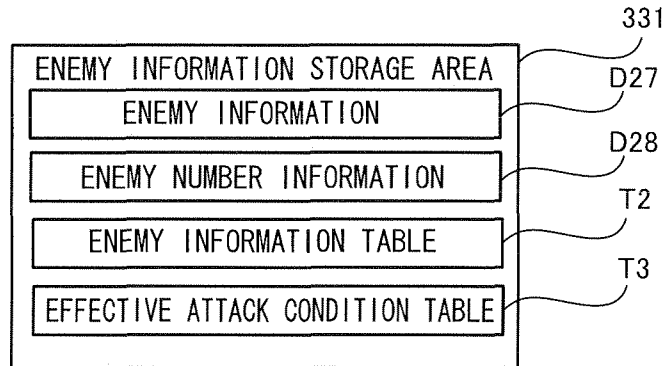 331
ENEMY INFORMATION STORAGE AREA
D27
ENEMY INFORMATION
D28
ENEMY NUMBER INFORMATION
T2
ENEMY INFORMATION TABLE
T3
EFFECTIVE ATTACK CONDITION TABLE